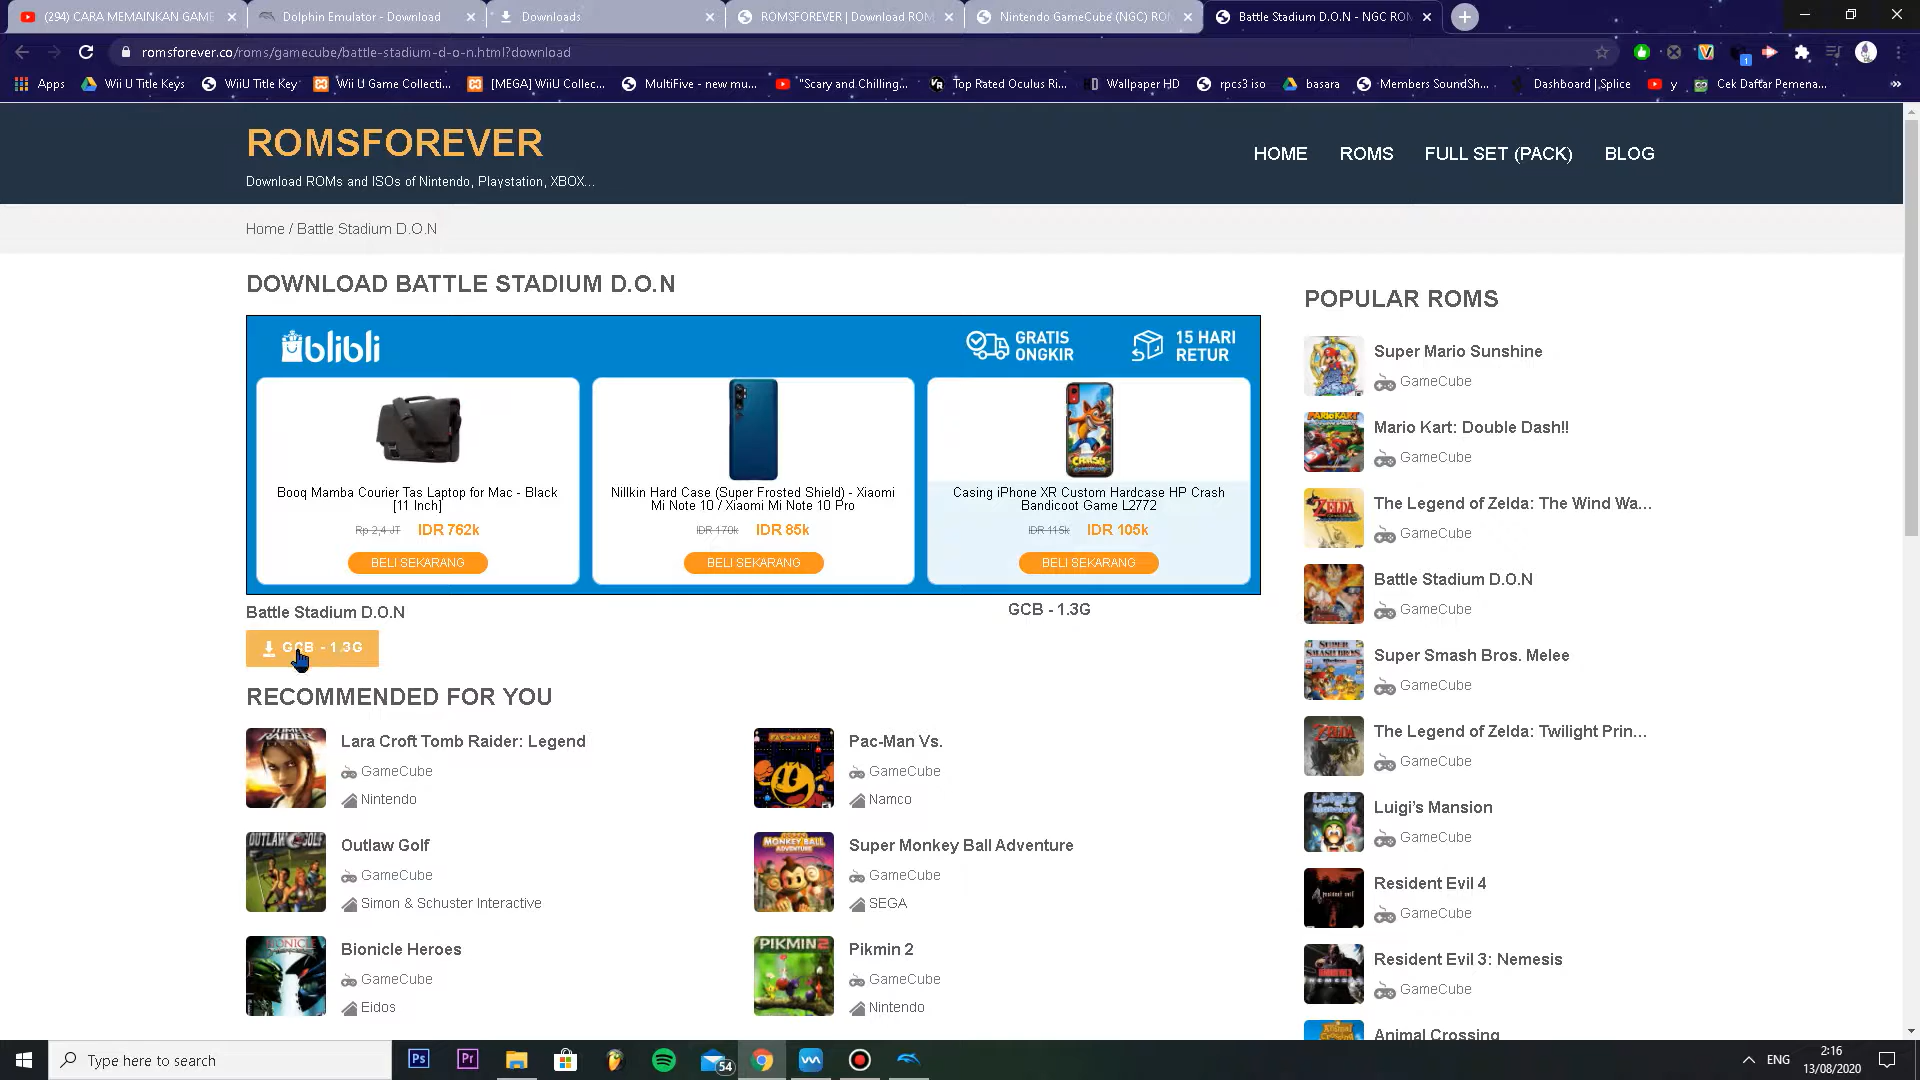 (294) CARA MEMAINKAN GAME
Dolphin Emulator - Download
Downloads
ROMSFOREVER | Download ROM
Nintendo GameCube (NGC) RO
Battle Stadium D.O.N - NGC RO
romsforever.co/roms/gamecube/battle-stadium-d-o-n.html?download
Apps
Wii U Title Keys
WiiU Title Key
Wii U Game Collecti...
[MEGA] WiiU Collec...
MultiFive - new mu...
"Scary and Chilling...
Top Rated Oculus Ri...
Wallpaper HD
rpcs3 iso
basara
Members SoundSh...
Dashboard | Splice
y
Cek Daftar Pemena...
ROMSFOREVER
Download ROMs and ISOs of Nintendo, Playstation, XBOX...
HOME
ROMS
FULL SET (PACK)
BLOG
Home / Battle Stadium D.O.N
DOWNLOAD BATTLE STADIUM D.O.N
blibli
GRATIS
ONGKIR
15 HARI
RETUR
Booq Mamba Courier Tas Laptop for Mac - Black
[11 Inch]
Rp 2,4 JT IDR 762k
BELI SEKARANG
Nillkin Hard Case (Super Frosted Shield) - Xiaomi
Mi Note 10 / Xiaomi Mi Note 10 Pro
IDR 170k IDR 85k
BELI SEKARANG
Casing iPhone XR Custom Hardcase HP Crash
Bandicoot Game L2772
IDR 115k IDR 105k
BELI SEKARANG
Battle Stadium D.O.N
GCB - 1.3G
GCB - 1.3G
RECOMMENDED FOR YOU
Lara Croft Tomb Raider: Legend
GameCube
Nintendo
Pac-Man Vs.
GameCube
Namco
Outlaw Golf
GameCube
Simon & Schuster Interactive
Super Monkey Ball Adventure
GameCube
SEGA
Bionicle Heroes
GameCube
Eidos
Pikmin 2
GameCube
Nintendo
POPULAR ROMS
Super Mario Sunshine
GameCube
Mario Kart: Double Dash!!
GameCube
The Legend of Zelda: The Wind Wa...
GameCube
Battle Stadium D.O.N
GameCube
Super Smash Bros. Melee
GameCube
The Legend of Zelda: Twilight Prin...
GameCube
Luigi's Mansion
GameCube
Resident Evil 4
GameCube
Resident Evil 3: Nemesis
GameCube
Animal Crossing
Type here to search
54
ENG
2:16
13/08/2020